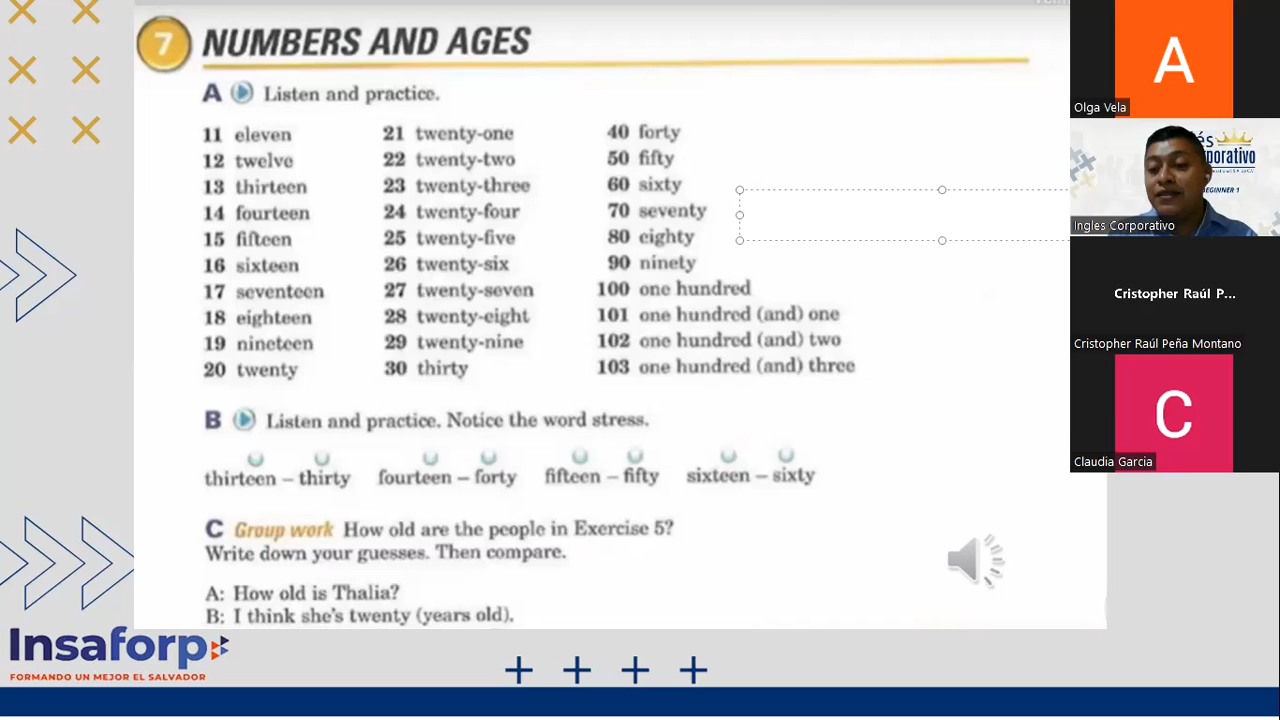 7 NUMBERS AND AGES
A Listen and practice.
11 eleven 21 twenty-one 40 forty
12 twelve 22 twenty-two 50 fifty
13 thirteen 23 twenty-three 60 sixty
14 fourteen 24 twenty-four 70 seventy
15 fifteen 25 twenty-five 80 eighty
16 sixteen 26 twenty-six 90 ninety
17 seventeen 27 twenty-seven 100 one hundred
18 eighteen 28 twenty-eight 101 one hundred (and) one
19 nineteen 29 twenty-nine 102 one hundred (and) two
20 twenty 30 thirty 103 one hundred (and) three
B Listen and practice. Notice the word stress.
thirteen – thirty fourteen – forty fifteen – fifty sixteen – sixty
C Group work How old are the people in Exercise 5?
Write down your guesses. Then compare.
A: How old is Thalia?
B: I think she's twenty (years old).
Insaforp
FORMANDO UN MEJOR EL SALVADOR
A
Olga Vela
BEGINNER 1
Ingles Corporativo
Cristopher Raúl P...
Cristopher Raúl Peña Montano
C
Claudia Garcia